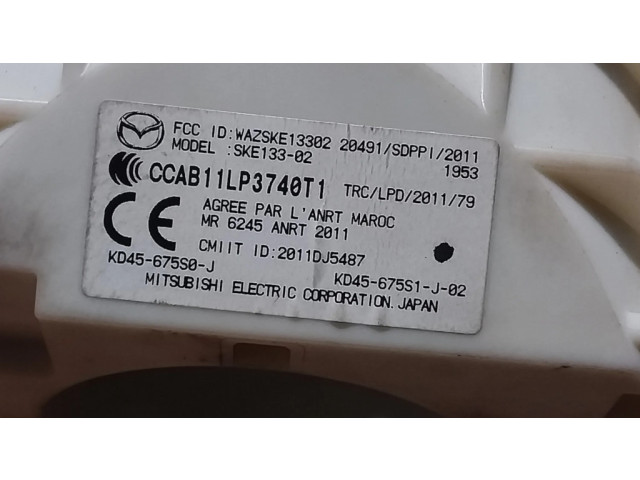 FCC ID:WAZSKE13302 20491/SDPPI/2011
MODEL :SKE133-02 1953
CCAB11LP3740T1 TRC/LPD/2011/79
CE AGREE PAR L'ANRT MAROC
MR 6245 ANRT 2011
CMIIT ID:2011DJ5487
KD45-675S0-J KD45-675S1-J-02
MITSUBISHI ELECTRIC CORPORATION.JAPAN